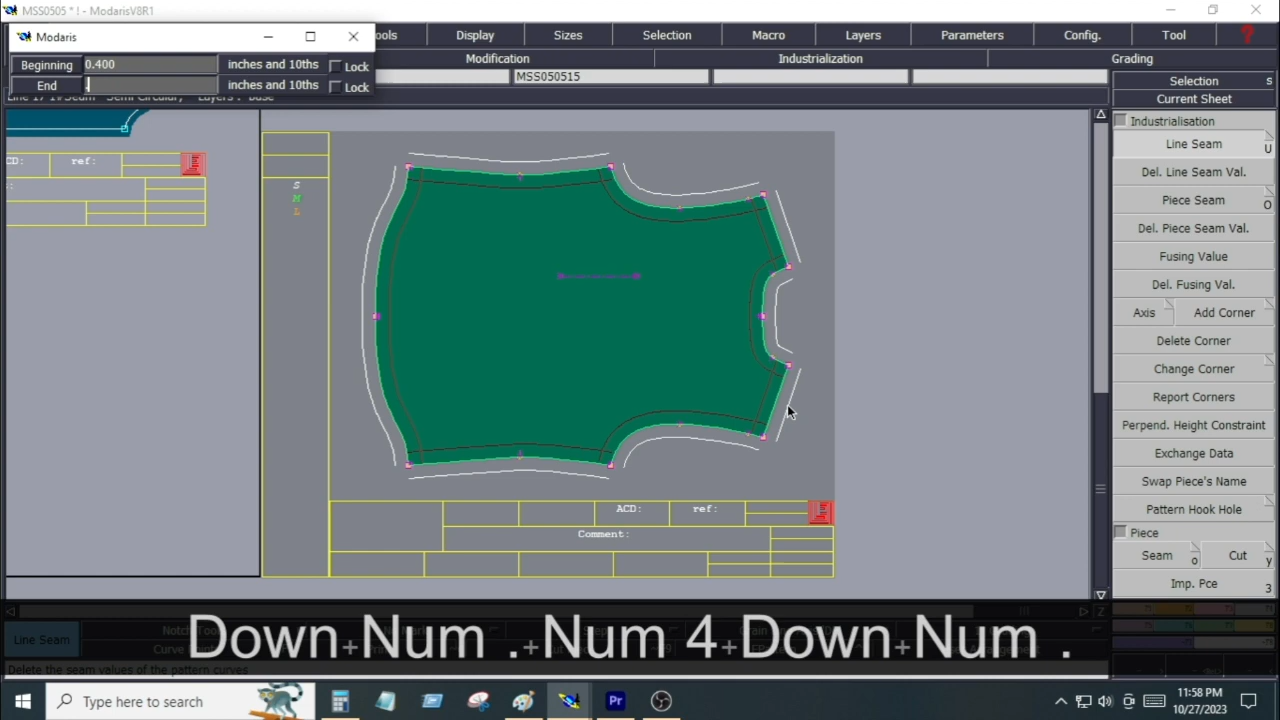 MSS0505 * ! - ModarisV8R1
Modaris
ools
Display
Sizes
Selection
Macro
Layers
Parameters
Config.
Tool
?
Beginning 0.400 inches and 10ths Lock
End . inches and 10ths Lock
Modification
Industrialization
Grading
MSS050515
Selection s
Current Sheet
Industrialisation
Line Seam U
Del. Line Seam Val.
Piece Seam O
Del. Piece Seam Val.
Fusing Value
Del. Fusing Val.
Axis
Add Corner
Delete Corner
Change Corner
Report Corners
Perpend. Height Constraint
Exchange Data
Swap Piece's Name
Pattern Hook Hole
Piece
Seam o
Cut y
Imp. Pce 3
CD:
ref:
S
M
L
ACD:
ref:
Comment:
Line Seam
Down+Num .+Num 4+Down+Num .
Delete the seam values of the pattern curves
Type here to search
Pr
11:58 PM
10/27/2023